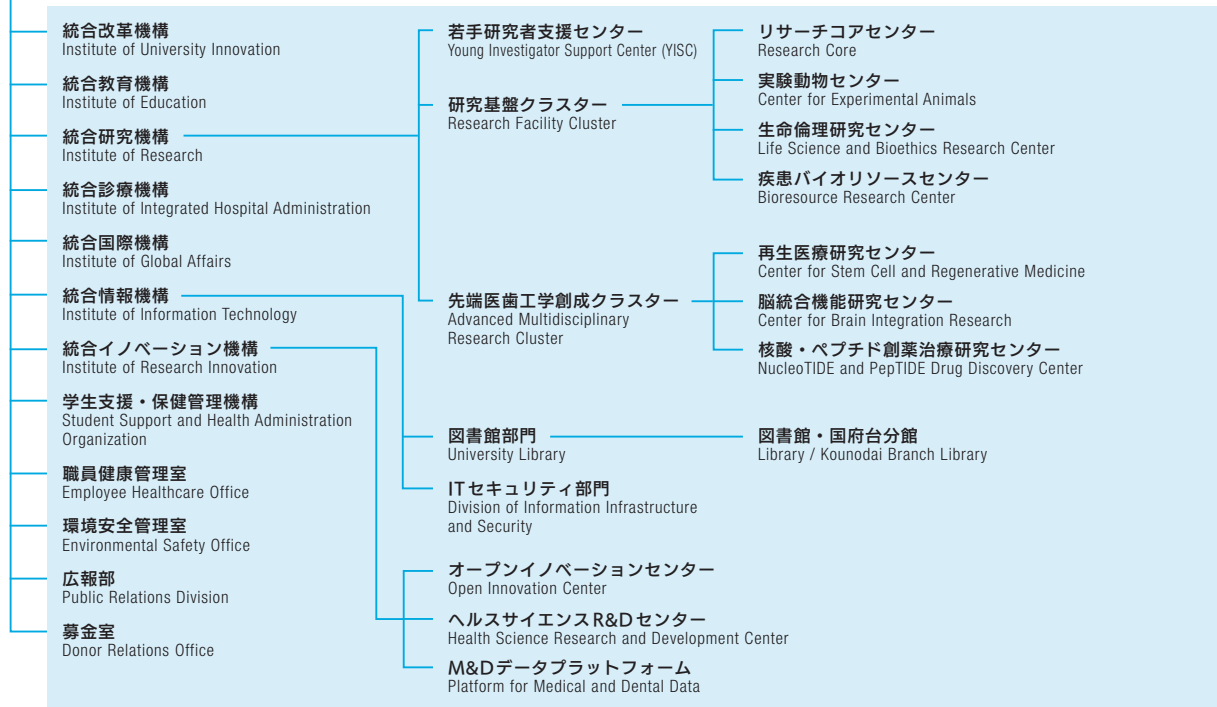 統合改革機構
Institute of University Innovation
統合教育機構
Institute of Education
統合研究機構
Institute of Research
統合診療機構
Institute of Integrated Hospital Administration
統合国際機構
Institute of Global Affairs
統合情報機構
Institute of Information Technology
統合イノベーション機構
Institute of Research Innovation
学生支援・保健管理機構
Student Support and Health Administration
Organization
職員健康管理室
Employee Healthcare Office
環境安全管理室
Environmental Safety Office
広報部
Public Relations Division
募金室
Donor Relations Office
若手研究者支援センター
Young Investigator Support Center (YISC)
研究基盤クラスター
Research Facility Cluster
先端医歯工学創成クラスター
Advanced Multidisciplinary
Research Cluster
図書館部門
University Library
ITセキュリティ部門
Division of Information Infrastructure
and Security
オープンイノベーションセンター
Open Innovation Center
ヘルスサイエンスR&Dセンター
Health Science Research and Development Center
M&Dデータプラットフォーム
Platform for Medical and Dental Data
リサーチコアセンター
Research Core
実験動物センター
Center for Experimental Animals
生命倫理研究センター
Life Science and Bioethics Research Center
疾患バイオリソースセンター
Bioresource Research Center
再生医療研究センター
Center for Stem Cell and Regenerative Medicine
脳統合機能研究センター
Center for Brain Integration Research
核酸・ペプチド創薬治療研究センター
NucleoTIDE and PepTIDE Drug Discovery Center
図書館・国府台分館
Library / Kounodai Branch Library